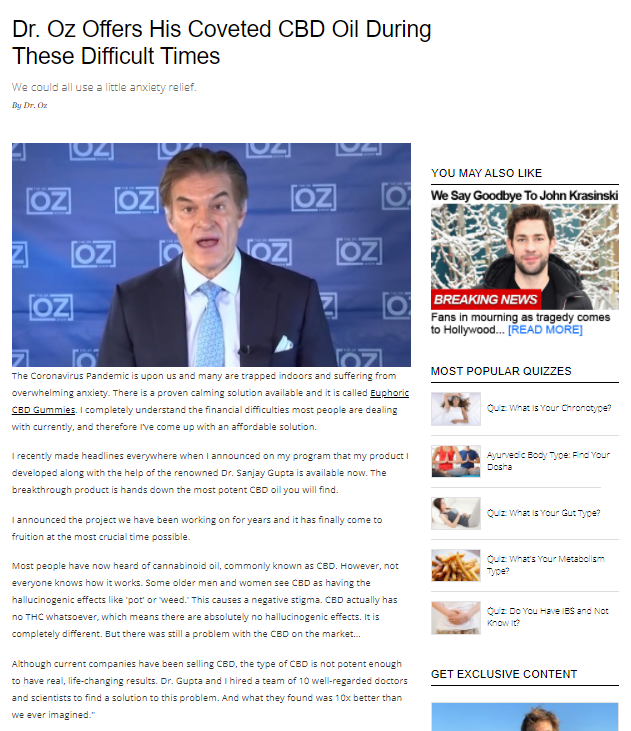 Dr. Oz Offers His Coveted CBD Oil During
These Difficult Times
We could all use a little anxiety relief.
By Dr. Oz
OZ
OZ
OZ
OZ
OZ
OZ
OZ
OZ
OZ
The Coronavirus Pandemic is upon us and many are trapped indoors and suffering from
overwhelming anxiety. There is a proven calming solution available and it is called Euphoric
CBD Gummies. I completely understand the financial difficulties most people are dealing
with currently, and therefore I've come up with an affordable solution.
I recently made headlines everywhere when I announced on my program that my product I
developed along with the help of the renowned Dr. Sanjay Gupta is available now. The
breakthrough product is hands down the most potent CBD oil you will find.
I announced the project we have been working on for years and it has finally come to
fruition at the most crucial time possible.
Most people have now heard of cannabinoid oil, commonly known as CBD. However, not
everyone knows how it works. Some older men and women see CBD as having the
hallucinogenic effects like 'pot' or 'weed.' This causes a negative stigma. CBD actually has
no THC whatsoever, which means there are absolutely no hallucinogenic effects. It is
completely different. But there was still a problem with the CBD on the market...
Although current companies have been selling CBD, the type of CBD is not potent enough
to have real, life-changing results. Dr. Gupta and I hired a team of 10 well-regarded doctors
and scientists to find a solution to this problem. And what they found was 10x better than
we ever imagined."
YOU MAY ALSO LIKE
We Say Goodbye To John Krasinski
BREAKING NEWS
Fans in mourning as tragedy comes
to Hollywood... [READ MORE]
MOST POPULAR QUIZZES
Quiz: What Is Your Chronotype?
Ayurvedic Body Type: Find Your
Dosha
Quiz: What Is Your Gut Type?
Quiz: What's Your Metabolism
Type?
Quiz: Do You Have IBS and Not
Know It?
GET EXCLUSIVE CONTENT